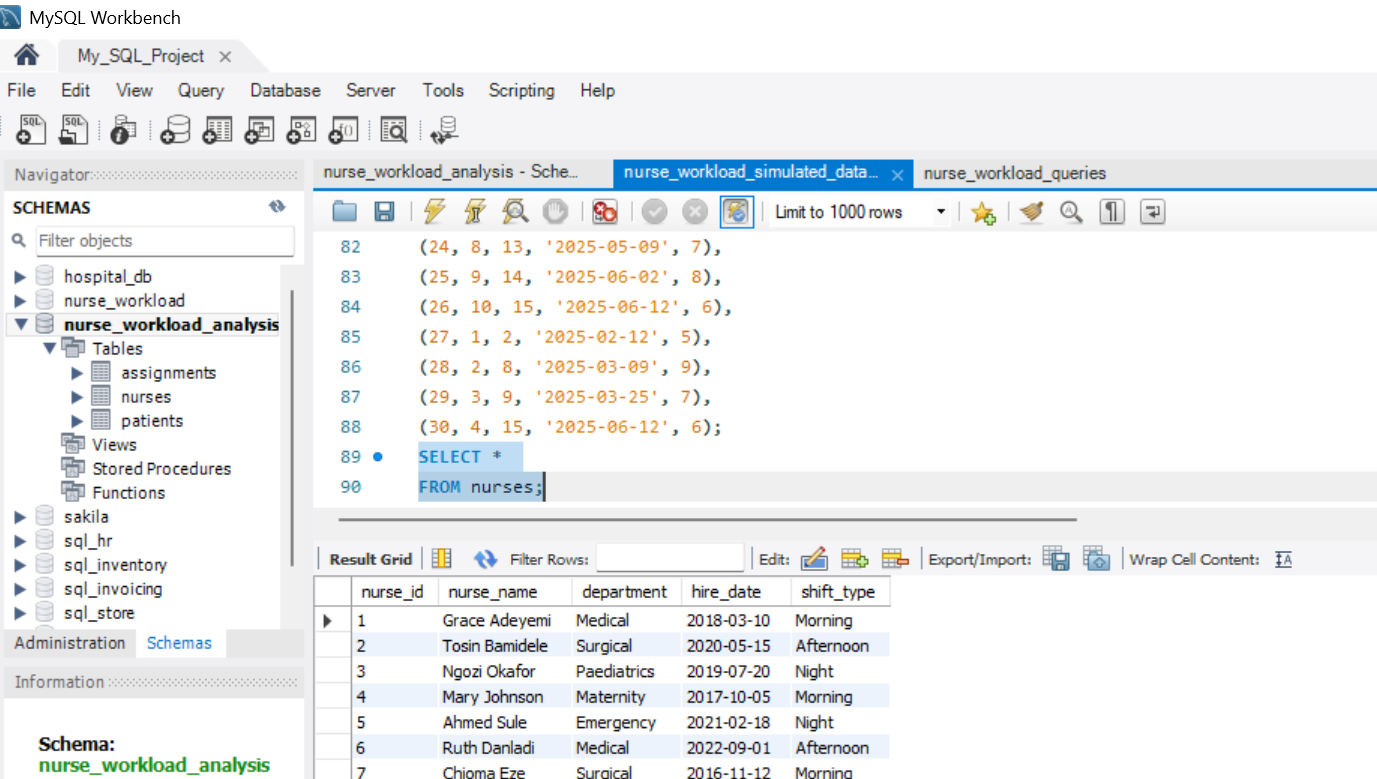 MySQL Workbench
My_SQL_Project
File Edit View Query Database Server Tools Scripting Help
SQL SQL
Navigator
SCHEMAS
Filter objects
hospital_db
nurse_workload
nurse_workload_analysis
Tables
assignments
nurses
patients
Views
Stored Procedures
Functions
sakila
sql_hr
sql_inventory
sql_invoicing
sql_store
Administration Schemas
Information
Schema:
nurse_workload_analysis
nurse_workload_analysis - Sche... nurse_workload_simulated_data... nurse_workload_queries
Limit to 1000 rows
82 (24, 8, 13, '2025-05-09', 7),
83 (25, 9, 14, '2025-06-02', 8),
84 (26, 10, 15, '2025-06-12', 6),
85 (27, 1, 2, '2025-02-12', 5),
86 (28, 2, 8, '2025-03-09', 9),
87 (29, 3, 9, '2025-03-25', 7),
88 (30, 4, 15, '2025-06-12', 6);
89 SELECT *
90 FROM nurses;
Result Grid Filter Rows: Edit: Export/Import: Wrap Cell Content: IA
nurse_id nurse_name department hire_date shift_type
1 Grace Adeyemi Medical 2018-03-10 Morning
2 Tosin Bamidele Surgical 2020-05-15 Afternoon
3 Ngozi Okafor Paediatrics 2019-07-20 Night
4 Mary Johnson Maternity 2017-10-05 Morning
5 Ahmed Sule Emergency 2021-02-18 Night
6 Ruth Danladi Medical 2022-09-01 Afternoon
7 Chioma Eze Surgical 2016-11-12 Morning